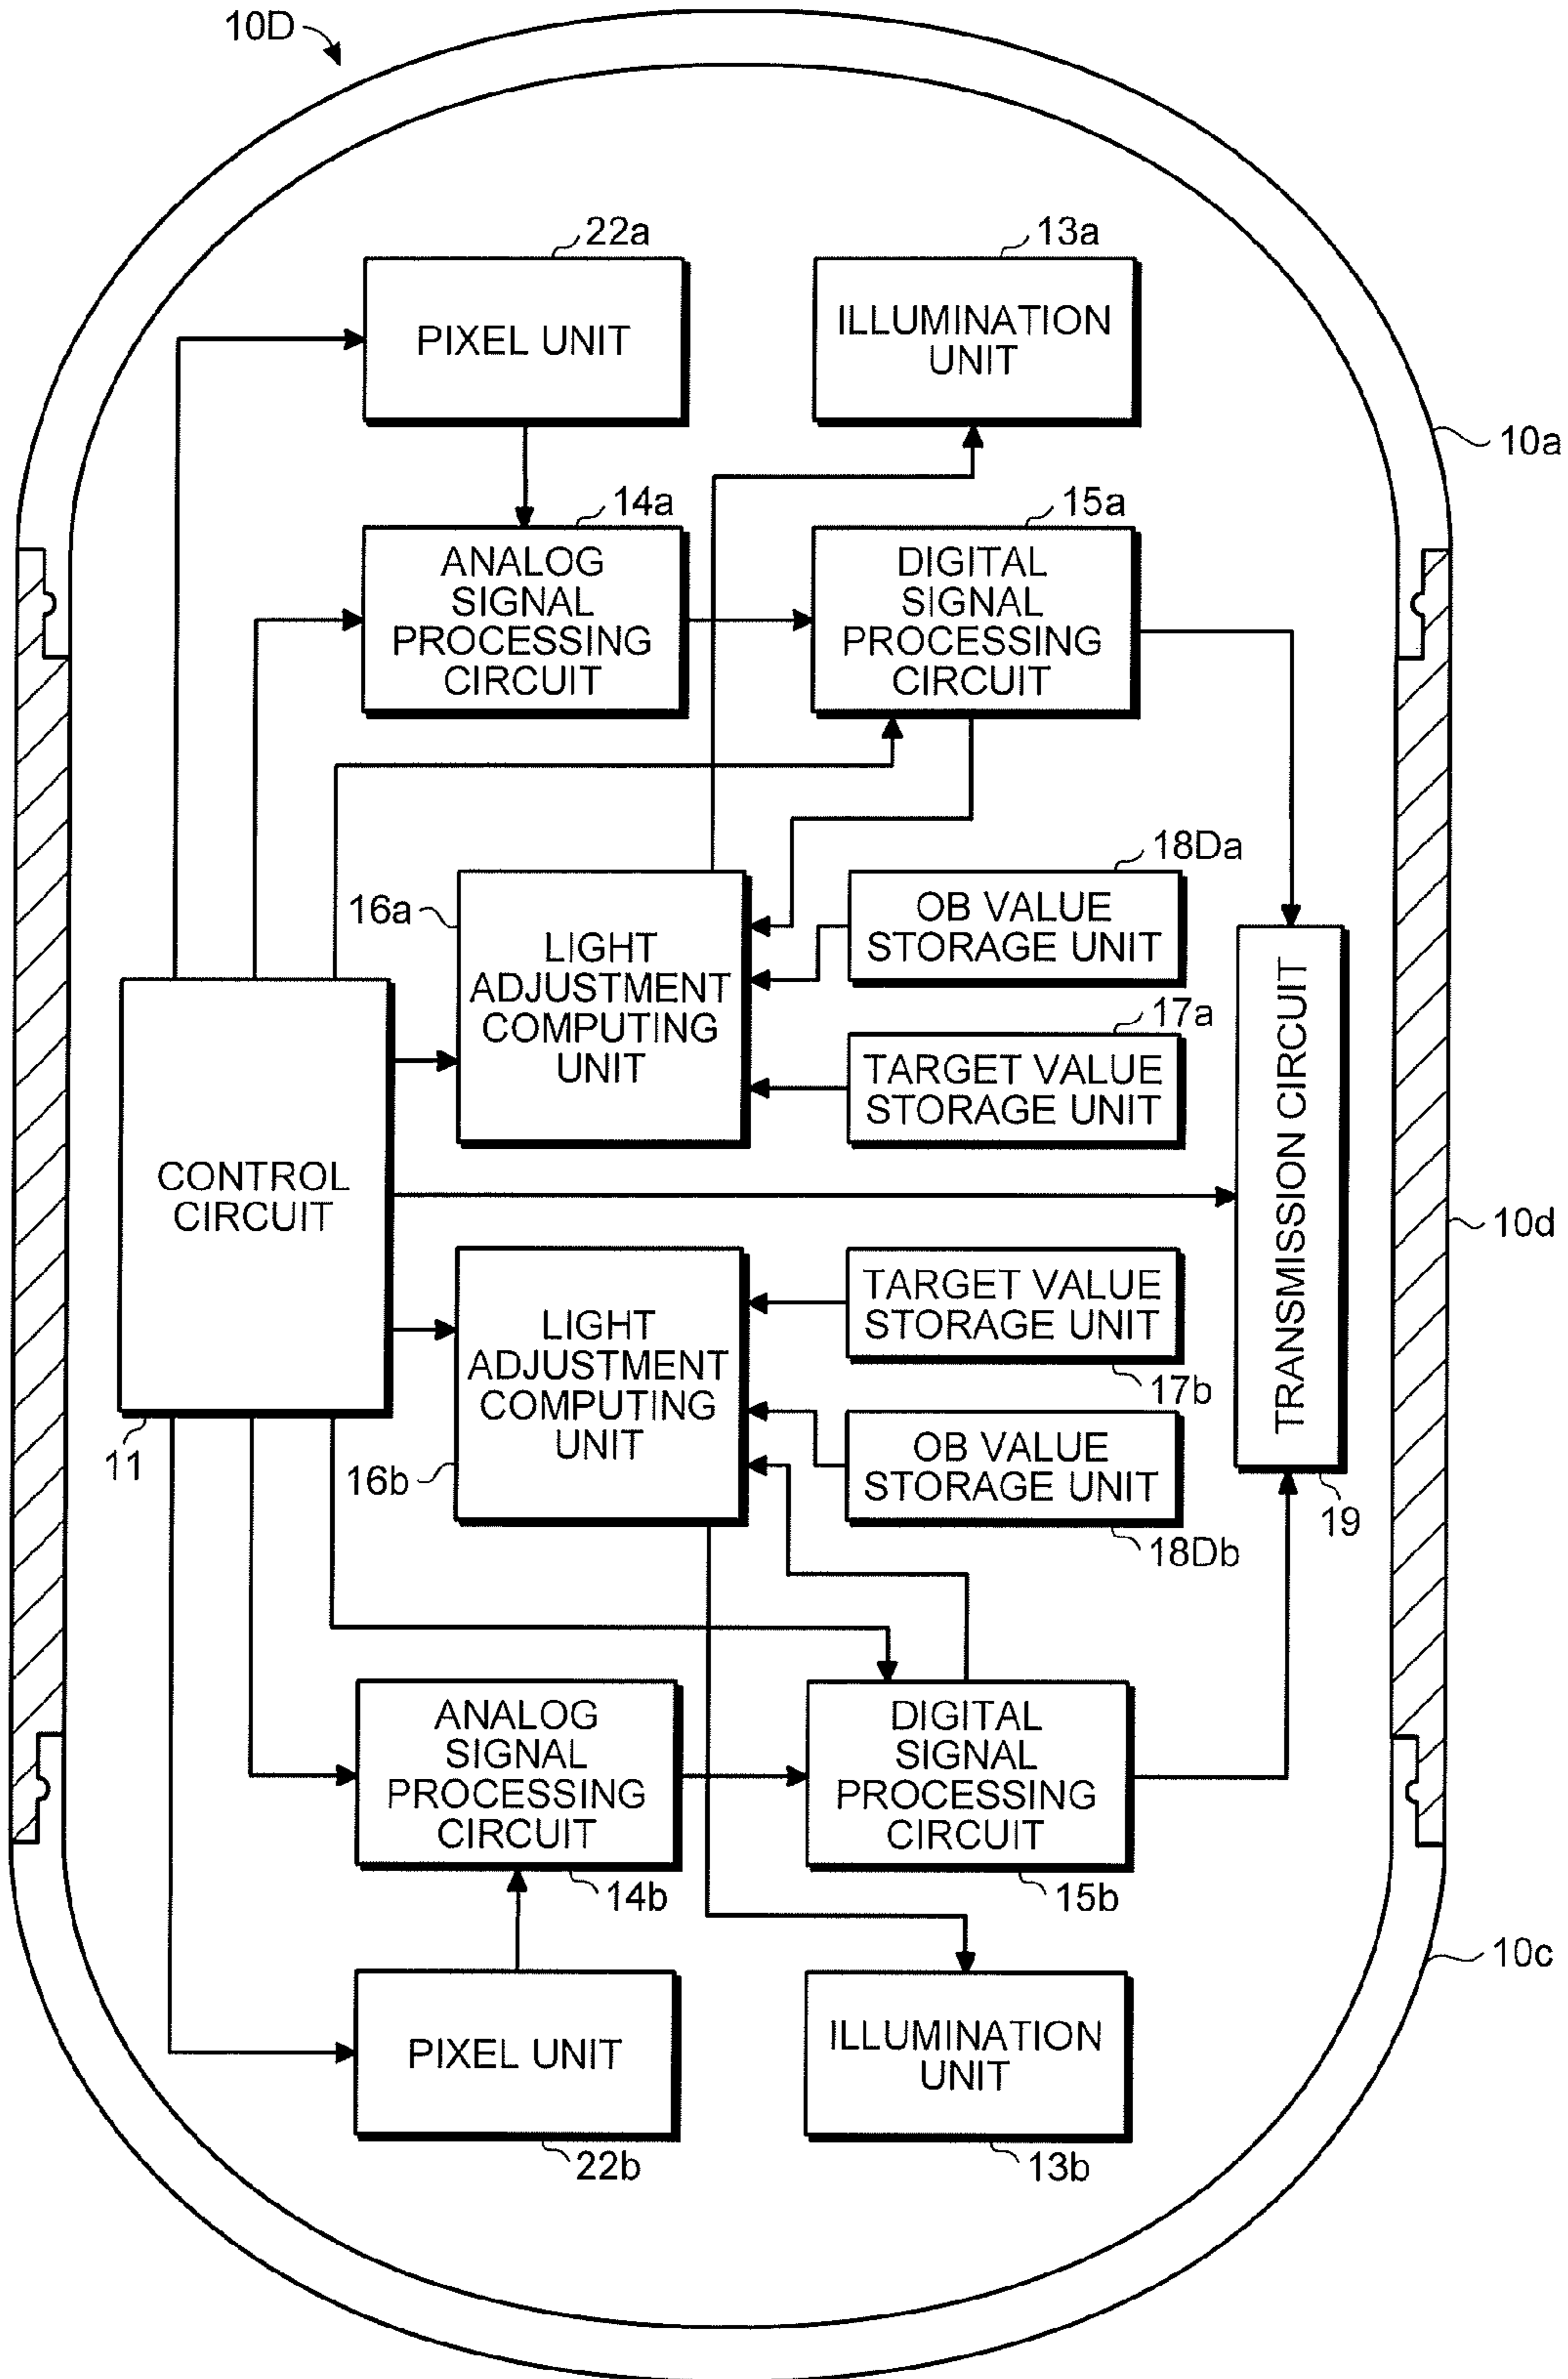 10D
22a
13a
PIXEL UNIT
ILLUMINATION
UNIT
10a
14a
15a
ANALOG
SIGNAL
PROCESSING
CIRCUIT
DIGITAL
SIGNAL
PROCESSING
CIRCUIT
18Da
16a
OB VALUE
STORAGE UNIT
LIGHT
ADJUSTMENT
COMPUTING
UNIT
17a
TARGET VALUE
STORAGE UNIT
TRANSMISSION CIRCUIT
CONTROL
CIRCUIT
10d
TARGET VALUE
STORAGE UNIT
LIGHT
ADJUSTMENT
COMPUTING
UNIT
17b
11
16b
OB VALUE
STORAGE UNIT
19
18Db
ANALOG
SIGNAL
PROCESSING
CIRCUIT
DIGITAL
SIGNAL
PROCESSING
CIRCUIT
14b
15b
10c
PIXEL UNIT
ILLUMINATION
UNIT
22b
13b